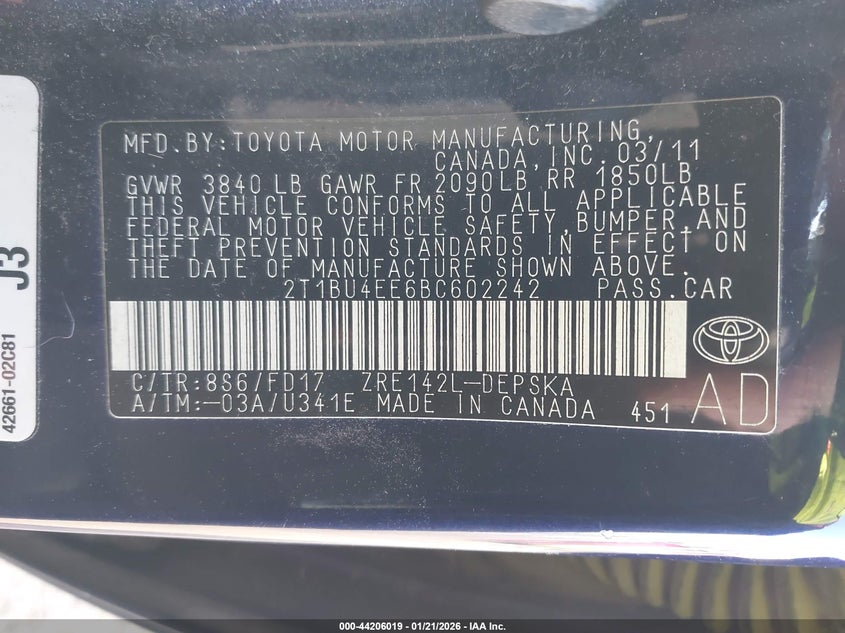 MFD.BY:TOYOTA MOTOR MANUFACTURING,
CANADA,INC. 03/11
GVWR 3840 LB GAWR FR 2090LB RR 1850LB
THIS VEHICLE CONFORMS TO ALL APPLICABLE
FEDERAL MOTOR VEHICLE SAFETY,BUMPER,AND
THEFT PREVENTION STANDARDS IN EFFECT ON
THE DATE OF MANUFACTURE SHOWN ABOVE.
2T1BU4EE6BC602242 PASS.CAR
C/TR:8S6/FD17 ZRE142L-DEPSKA
A/TM:-03A/U341E MADE IN CANADA 451
AD
J3
42661-02C81
000-44206019 - 01/21/2026 - IAA Inc.